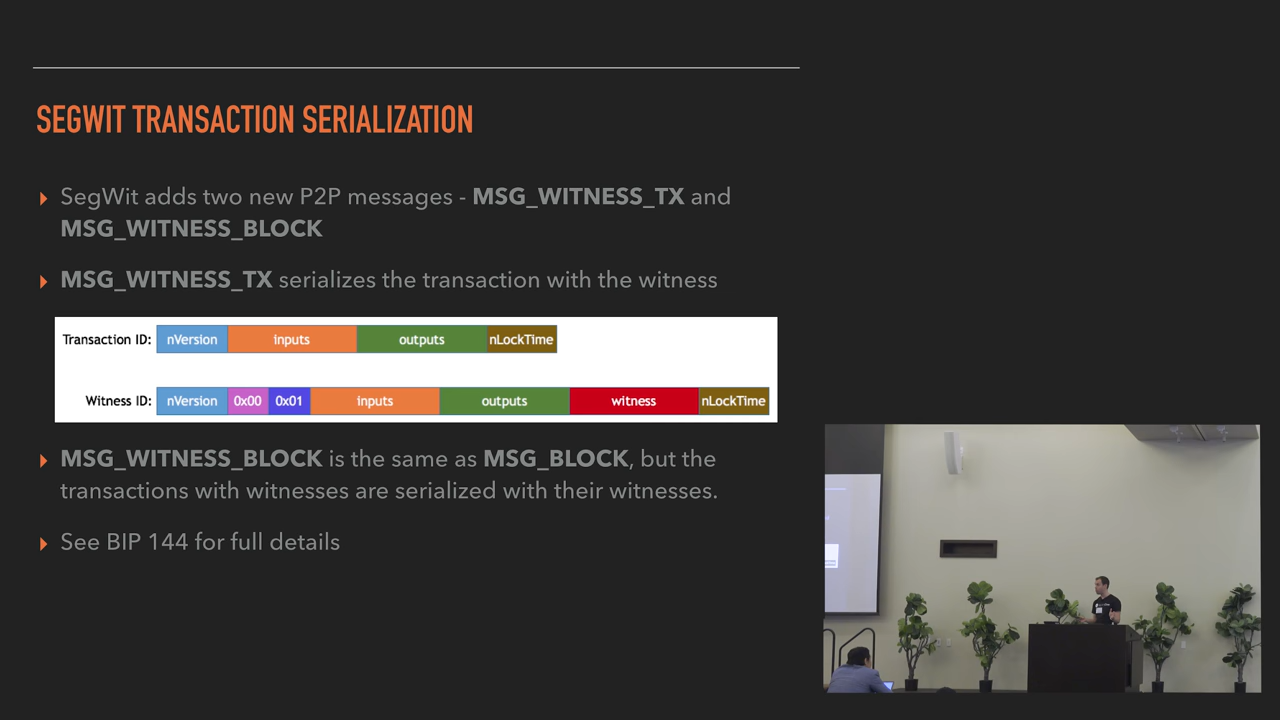 SEGWIT TRANSACTION SERIALIZATION
SegWit adds two new P2P messages - MSG_WITNESS_TX and
MSG_WITNESS_BLOCK
MSG_WITNESS_TX serializes the transaction with the witness
Transaction ID: nVersion inputs outputs nLockTime
Witness ID: nVersion 0x00 0x01 inputs outputs witness nLockTime
MSG_WITNESS_BLOCK is the same as MSG_BLOCK, but the
transactions with witnesses are serialized with their witnesses.
See BIP 144 for full details